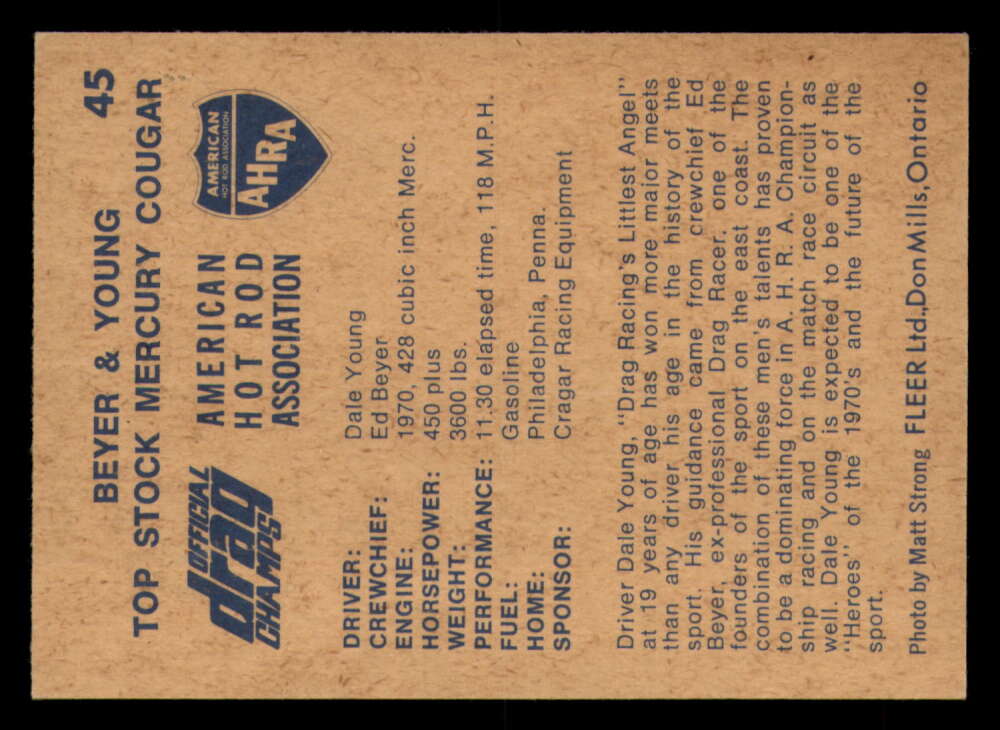 BEYER & YOUNG 45
TOP STOCK MERCURY COUGAR
OFFICIAL
drag
CHAMPS
AMERICAN
HOT ROD
ASSOCIATION
AMERICAN
HOT ROD ASSOCIATION
AHRA
DRIVER: Dale Young
CREWCHIEF: Ed Beyer
ENGINE: 1970, 428 cubic inch Merc.
HORSEPOWER: 450 plus
WEIGHT: 3600 lbs.
PERFORMANCE: 11.30 elapsed time, 118 M.P.H.
FUEL: Gasoline
HOME: Philadelphia, Penna.
SPONSOR: Cragar Racing Equipment
Driver Dale Young, "Drag Racing's Littlest Angel"
at 19 years of age has won more major meets
than any driver his age in the history of the
sport. His guidance came from crewchief Ed
Beyer, ex-professional Drag Racer. one of the
founders of the sport on the east coast. The
combination of these men's talents has proven
to be a dominating force in A. H. R. A. Champion-
ship racing and on the match race circuit as
well. Dale Young is expected to be one of the
"Heroes" of the 1970's and the future of the
sport.
Photo by Matt Strong FLEER Ltd.,Don Mills,Ontario